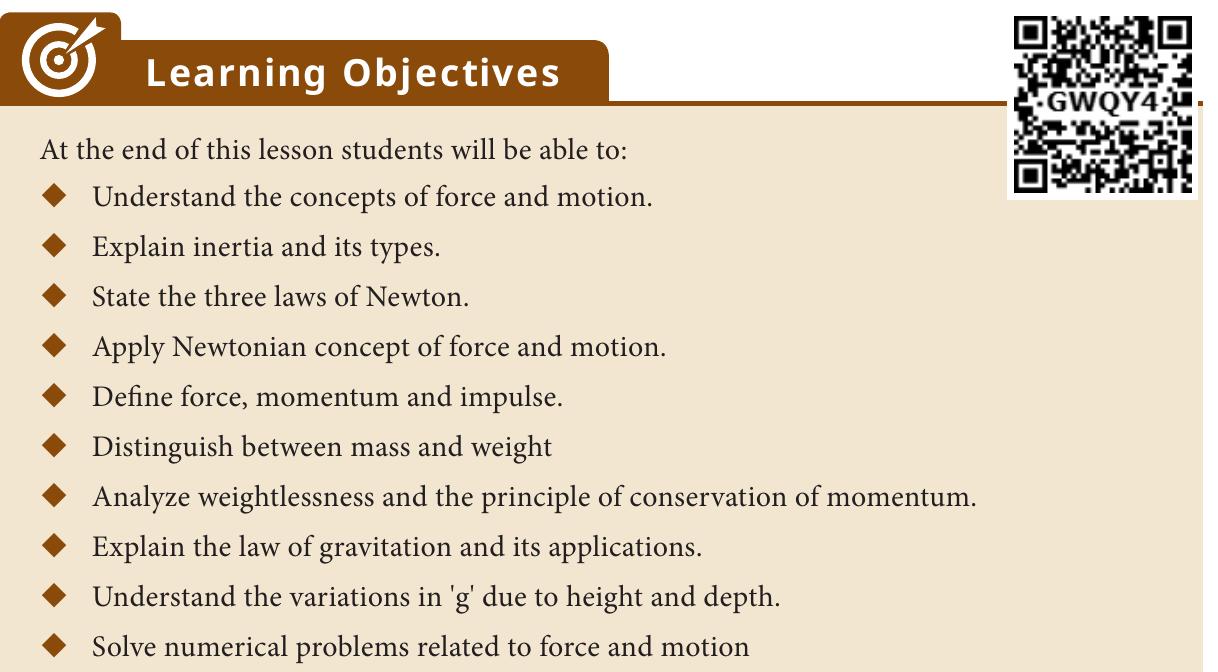 Learning Objectives
GWQY4
At the end of this lesson students will be able to:
Understand the concepts of force and motion.
Explain inertia and its types.
State the three laws of Newton.
Apply Newtonian concept of force and motion.
Define force, momentum and impulse.
Distinguish between mass and weight
Analyze weightlessness and the principle of conservation of momentum.
Explain the law of gravitation and its applications.
Understand the variations in 'g' due to height and depth.
Solve numerical problems related to force and motion